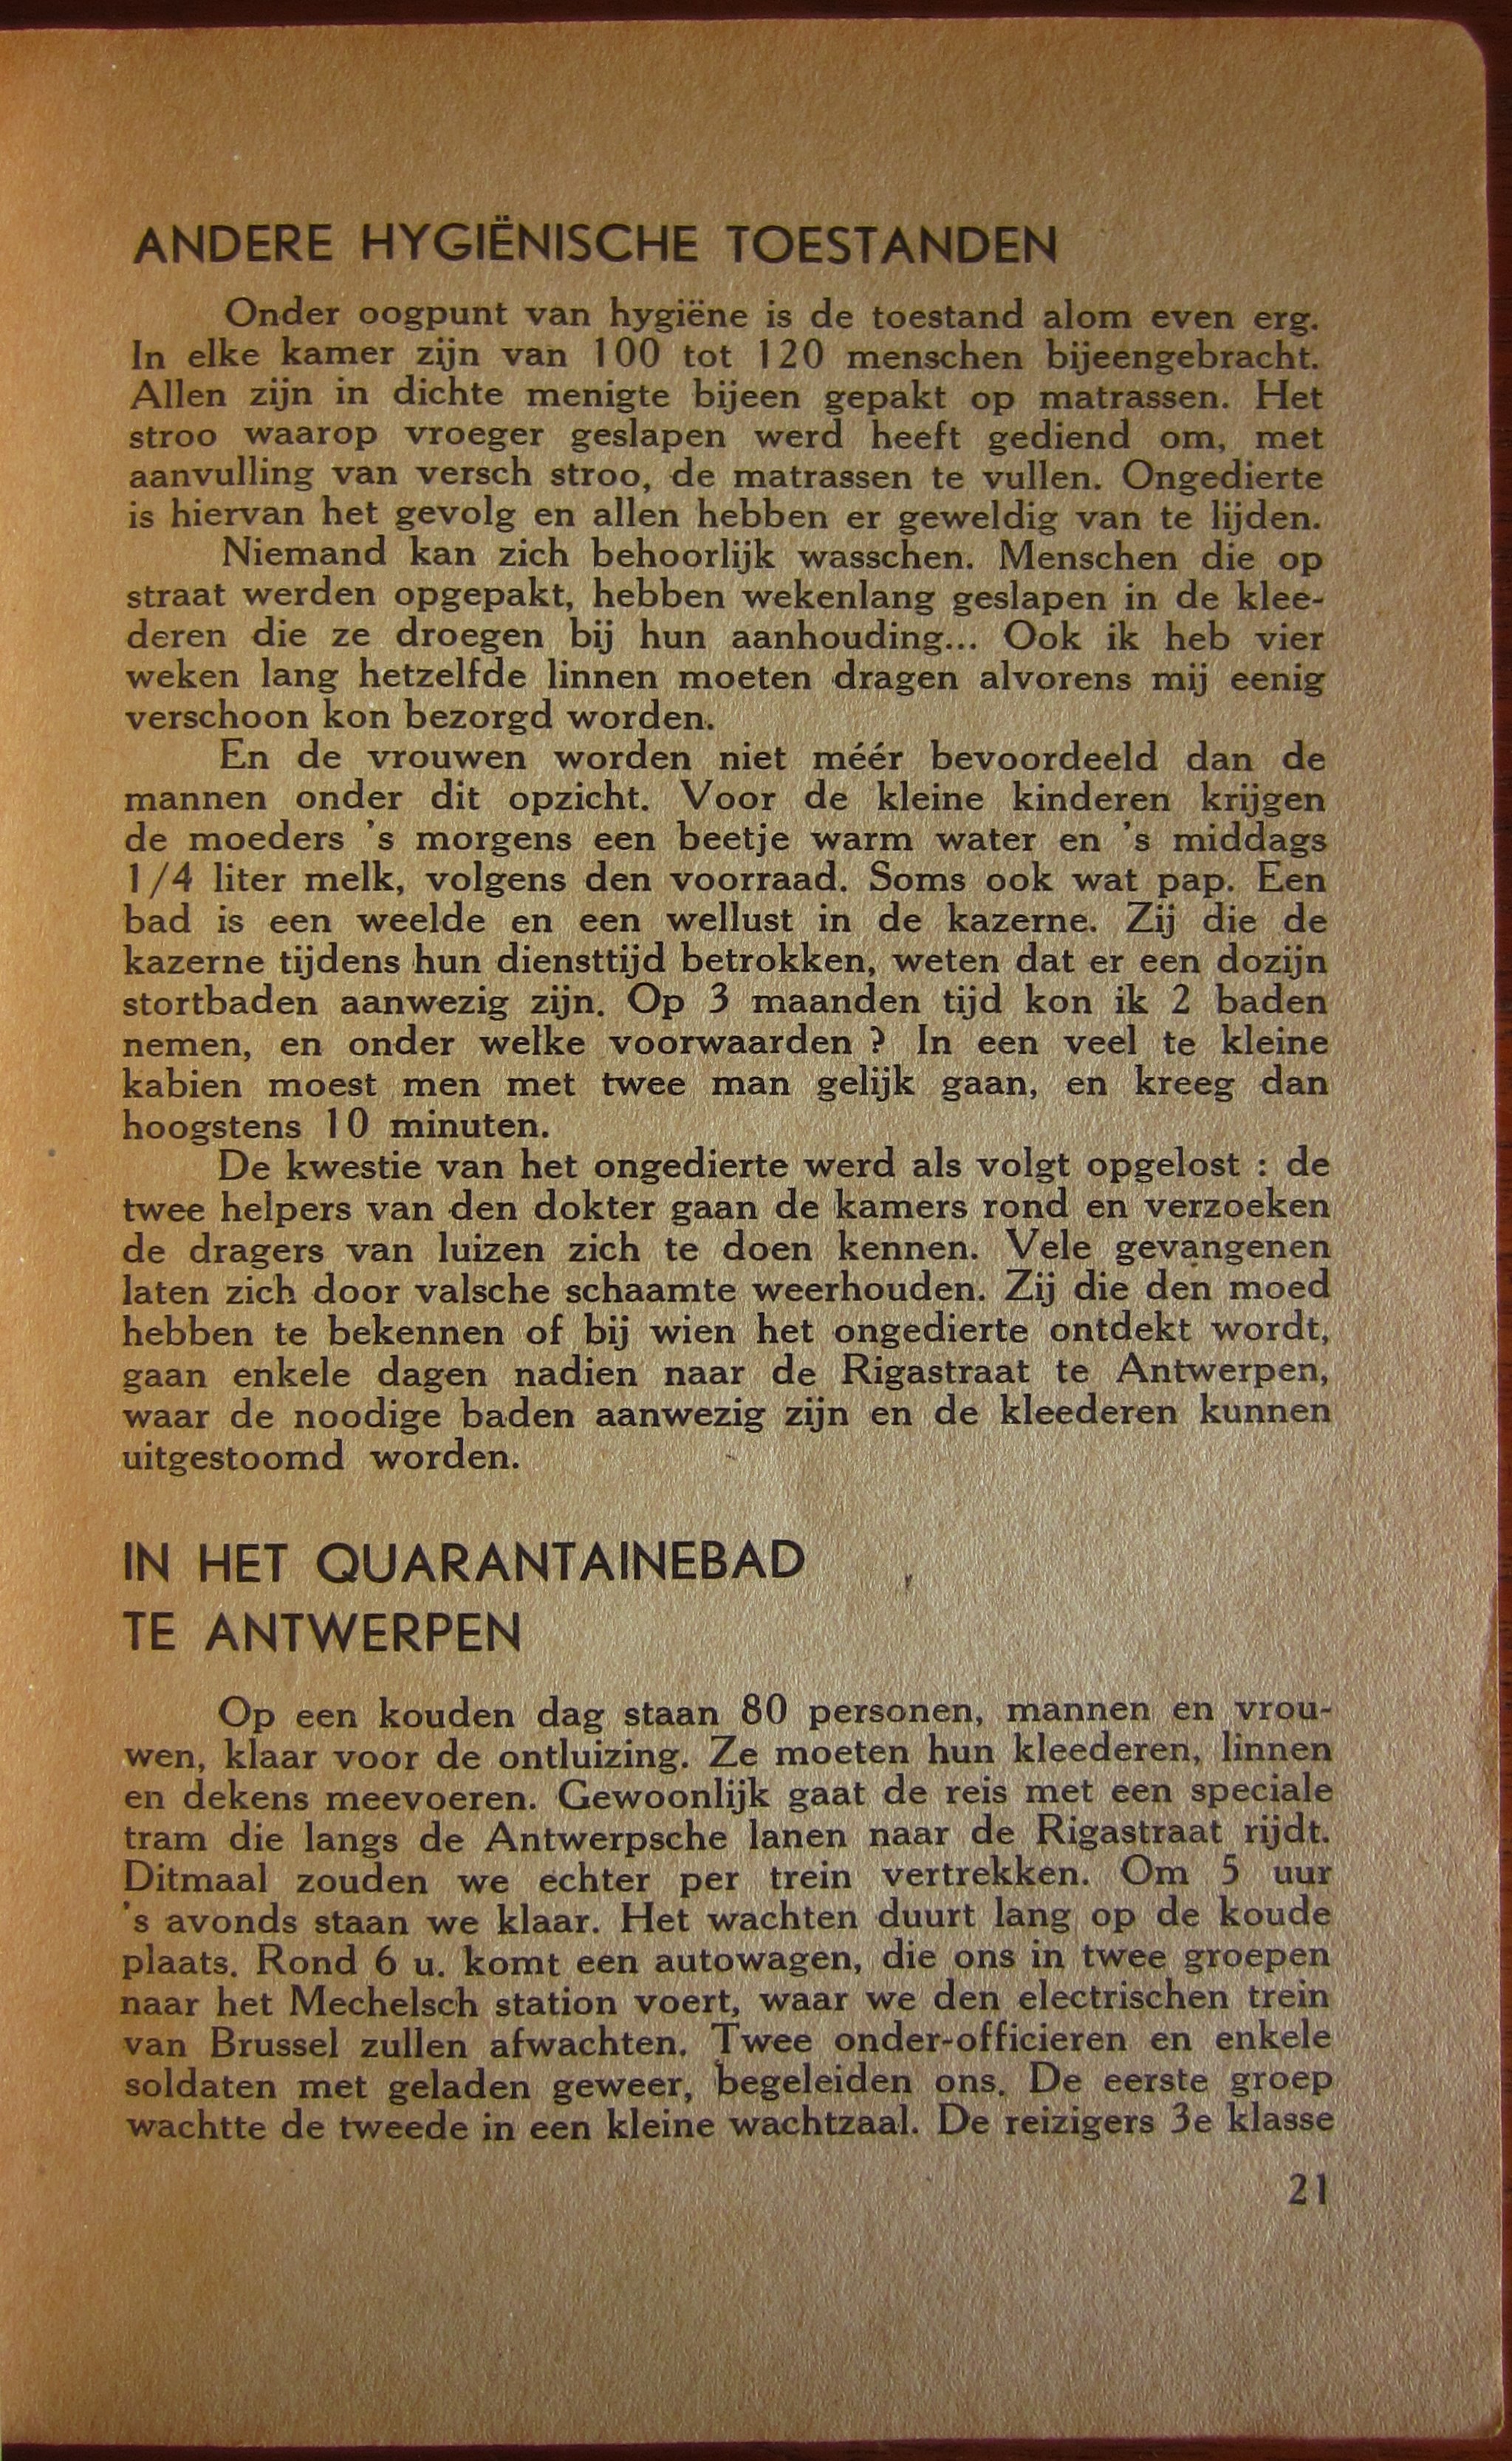 ANDERE HYGIËNISCHE TOESTANDEN
Onder oogpunt van hygiëne is de toestand alom even erg.
In elke kamer zijn van 100 tot 120 menschen bijeengebracht.
Allen zijn in dichte menigte bijeen gepakt op matrassen. Het
stroo waarop vroeger geslapen werd heeft gediend om, met
aanvulling van versch stroo, de matrassen te vullen. Ongedierte
is hiervan het gevolg en allen hebben er geweldig van te lijden.
Niemand kan zich behoorlijk wasschen. Menschen die op
straat werden opgepakt, hebben wekenlang geslapen in de klee-
deren die ze droegen bij hun aanhouding... Ook ik heb vier
weken lang hetzelfde linnen moeten dragen alvorens mij eenig
verschoon kon bezorgd worden.
En de vrouwen worden niet méér bevoordeeld dan de
mannen onder dit opzicht. Voor de kleine kinderen krijgen
de moeders 's morgens een beetje warm water en 's middags
1/4 liter melk, volgens den voorraad. Soms ook wat pap. Een
bad is een weelde en een wellust in de kazerne. Zij die de
kazerne tijdens hun diensttijd betrokken, weten dat er een dozijn
stortbaden aanwezig zijn. Op 3 maanden tijd kon ik 2 baden
nemen, en onder welke voorwaarden ? In een veel te kleine
kabien moest men met twee man gelijk gaan, en kreeg dan
hoogstens 10 minuten.
De kwestie van het ongedierte werd als volgt opgelost : de
twee helpers van den dokter gaan de kamers rond en verzoeken
de dragers van luizen zich te doen kennen. Vele gevangenen
laten zich door valsche schaamte weerhouden. Zij die den moed
hebben te bekennen of bij wien het ongedierte ontdekt wordt,
gaan enkele dagen nadien naar de Rigastraat te Antwerpen,
waar de noodige baden aanwezig zijn en de kleederen kunnen
uitgestoomd worden.
IN HET QUARANTAINEBAD
TE ANTWERPEN
Op een kouden dag staan 80 personen, mannen en vrou-
wen, klaar voor de ontluizing. Ze moeten hun kleederen, linnen
en dekens meevoeren. Gewoonlijk gaat de reis met een speciale
tram die langs de Antwerpsche lanen naar de Rigastraat rijdt.
Ditmaal zouden we echter per trein vertrekken. Om 5 uur
's avonds staan we klaar. Het wachten duurt lang op de koude
plaats. Rond 6 u. komt een autowagen, die ons in twee groepen
naar het Mechelsch station voert, waar we den electrischen trein
van Brussel zullen afwachten. Twee onder-officieren en enkele
soldaten met geladen geweer, begeleiden ons. De eerste groep
wachtte de tweede in een kleine wachtzaal. De reizigers 3e klasse
21